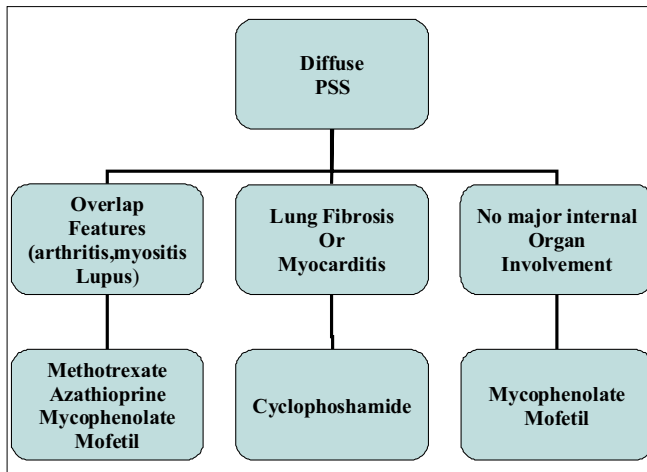 Diffuse
PSS
Overlap
Features
(arthritis,myositis
Lupus)
Lung Fibrosis
Or
Myocarditis
No major internal
Organ
Involvement
Methotrexate
Azathioprine
Mycophenolate
Mofetil
Cyclophoshamide
Mycophenolate
Mofetil